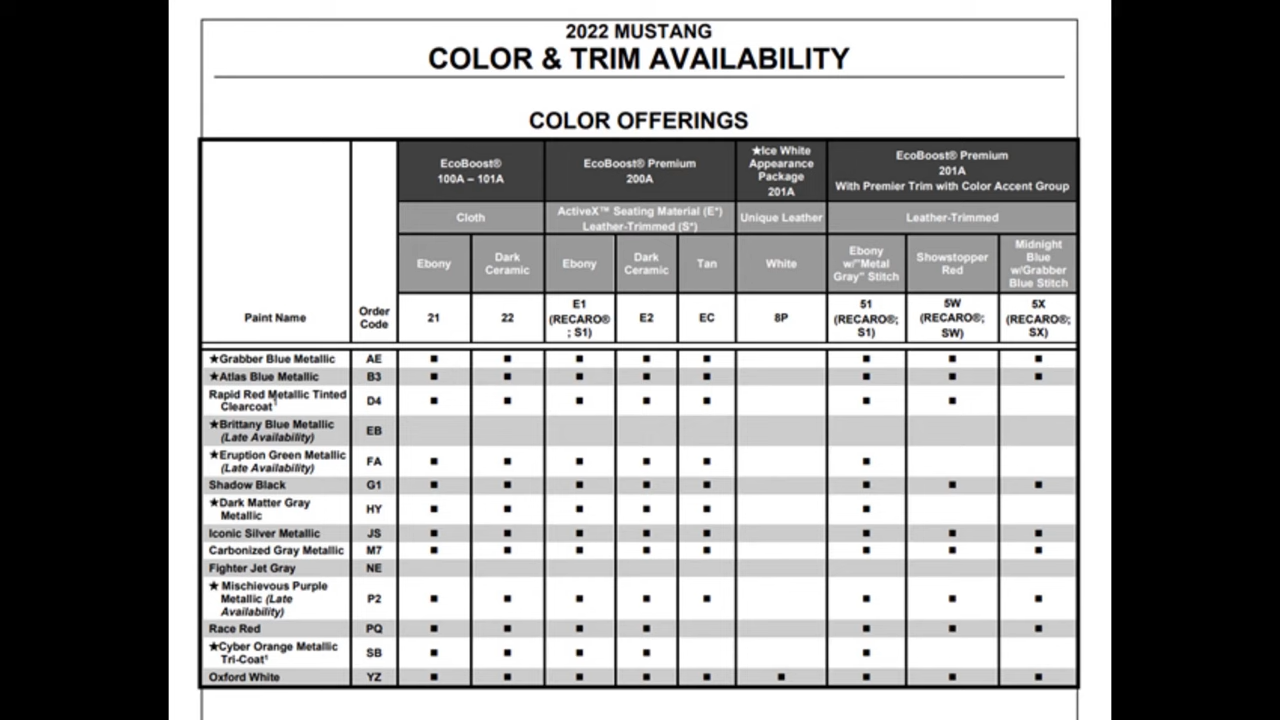 2022 MUSTANG
COLOR & TRIM AVAILABILITY
COLOR OFFERINGS
EcoBoost®
100A – 101A
EcoBoost® Premium
200A
★Ice White
Appearance
Package
201A
EcoBoost® Premium
201A
With Premier Trim with Color Accent Group
Cloth
ActiveX™ Seating Material (E*)
Leather-Trimmed (S*)
Unique Leather
Leather-Trimmed
Ebony
Dark
Ceramic
Ebony
Dark
Ceramic
Tan
White
Ebony
w/"Metal
Gray" Stitch
Showstopper
Red
Midnight
Blue
w/Grabber
Blue Stitch
Paint Name
Order
Code
21
22
E1
(RECARO®
; S1)
E2
EC
8P
51
(RECARO®;
S1)
5W
(RECARO®;
SW)
5X
(RECARO®;
SX)
★Grabber Blue Metallic AE ■ ■ ■ ■ ■ ■ ■ ■
★Atlas Blue Metallic B3 ■ ■ ■ ■ ■ ■ ■ ■
Rapid Red Metallic Tinted
Clearcoat¹ D4 ■ ■ ■ ■ ■ ■ ■
★Brittany Blue Metallic
(Late Availability) EB
★Eruption Green Metallic
(Late Availability) FA ■ ■ ■ ■ ■ ■
Shadow Black G1 ■ ■ ■ ■ ■ ■ ■ ■
★Dark Matter Gray
Metallic HY ■ ■ ■ ■ ■ ■
Iconic Silver Metallic JS ■ ■ ■ ■ ■ ■ ■ ■
Carbonized Gray Metallic M7 ■ ■ ■ ■ ■ ■ ■ ■
Fighter Jet Gray NE
★ Mischievous Purple
Metallic (Late
Availability) P2 ■ ■ ■ ■ ■ ■ ■ ■
Race Red PQ ■ ■ ■ ■ ■ ■ ■
★Cyber Orange Metallic
Tri-Coat¹ SB ■ ■ ■ ■ ■
Oxford White YZ ■ ■ ■ ■ ■ ■ ■ ■ ■